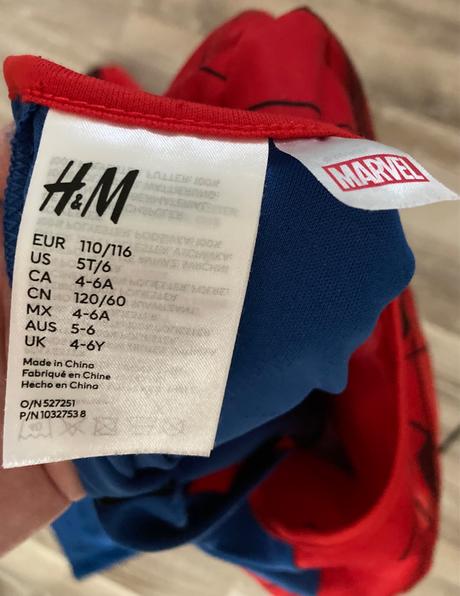 H&M
EUR 110/116
US 5T/6
CA 4-6A
CN 120/60
MX 4-6A
AUS 5-6
UK 4-6Y
Made in China
Fabriqué en Chine
Hecho en China
O/N 527251
P/N 1032753 8
MARVEL